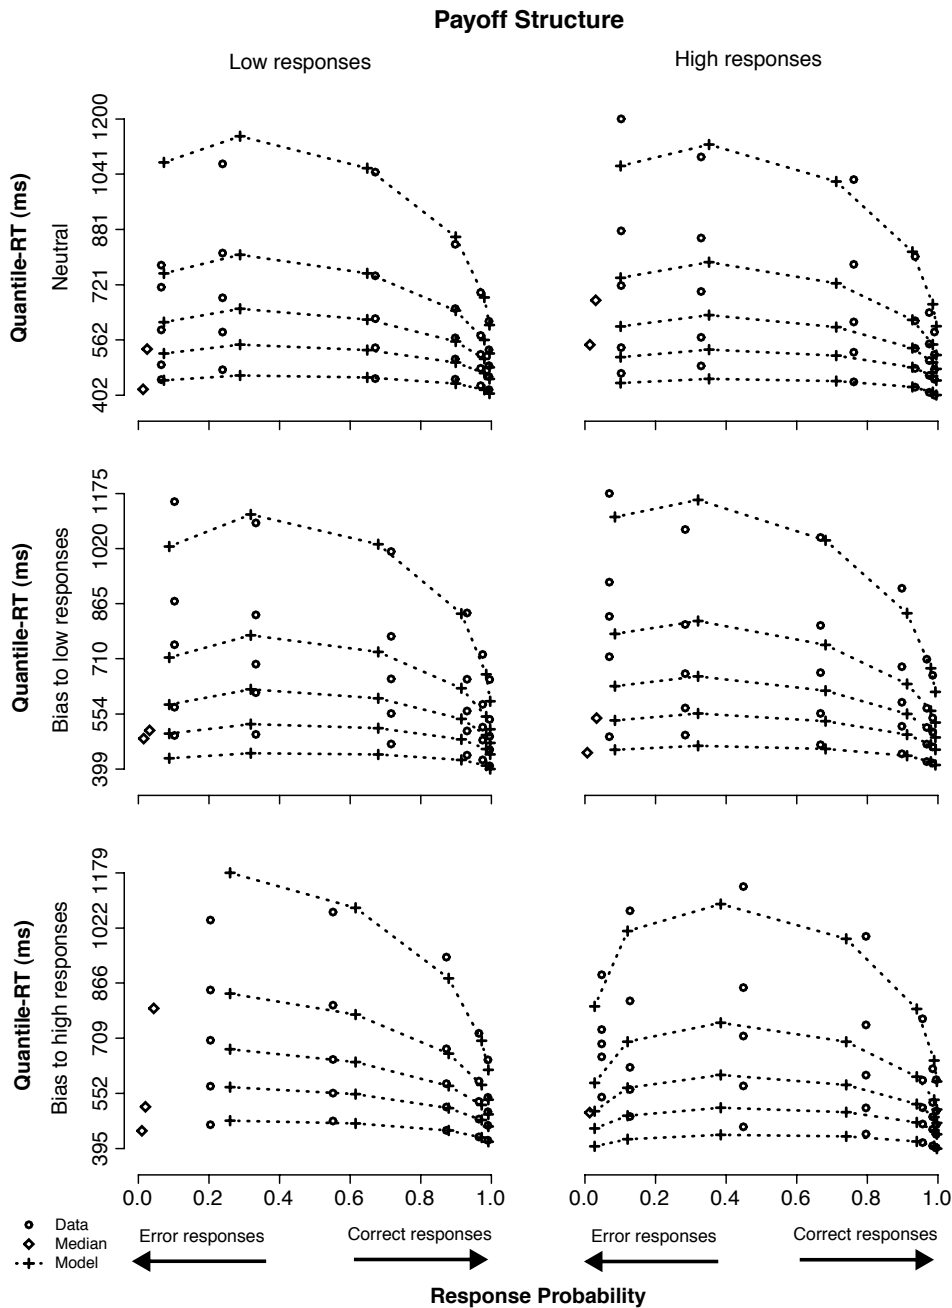 Payoff Structure
Low responses
High responses
Quantile-RT (ms)
Neutral
1200
1041
881
721
562
402
Quantile-RT (ms)
Bias to low responses
1175
1020
865
710
554
399
Quantile-RT (ms)
Bias to high responses
1179
1022
866
709
552
395
0.0 0.2 0.4 0.6 0.8 1.0
0.0 0.2 0.4 0.6 0.8 1.0
Data
Median
Model
Error responses
Correct responses
Error responses
Correct responses
Response Probability